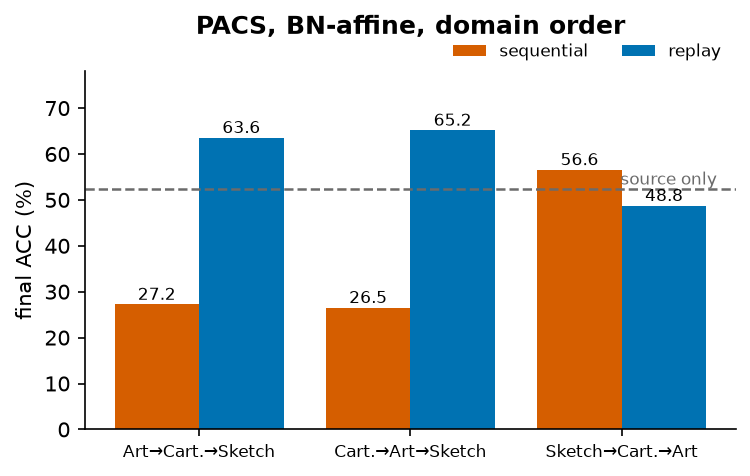 PACS, BN-affine, domain order
sequential replay
final ACC (%)
70
60
50
40
30
20
10
0
63.6
65.2
56.6
source only
48.8
27.2
26.5
Art→Cart.→Sketch
Cart.→Art→Sketch
Sketch→Cart.→Art